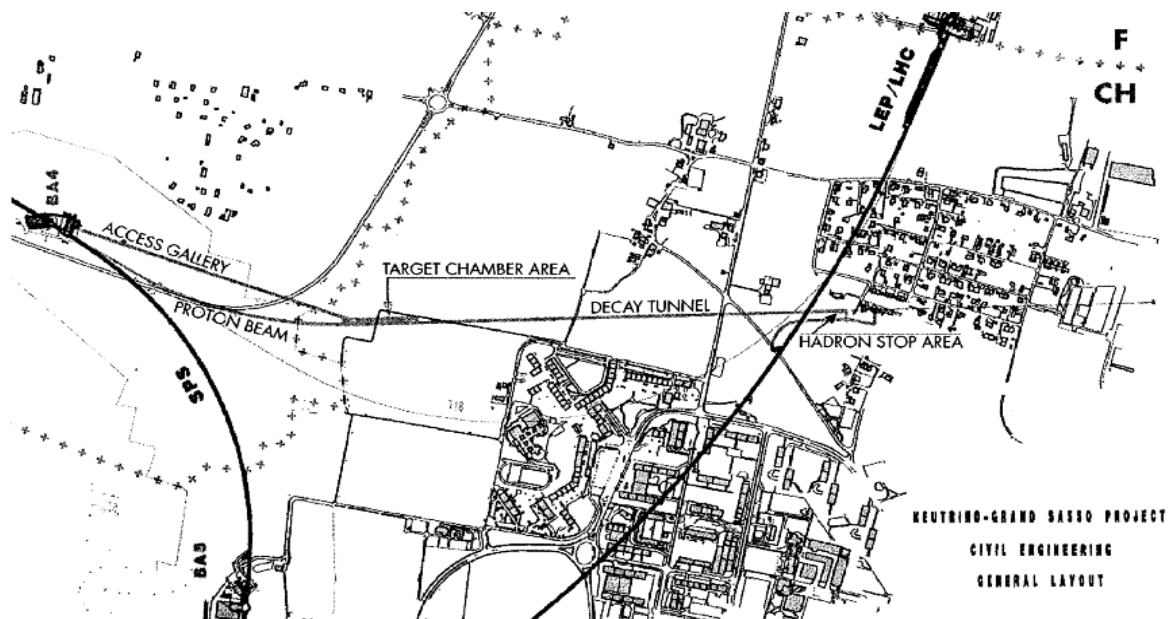 F
CH
LEP/LHC
BA4
ACCESS GALLERY
TARGET CHAMBER AREA
PROTON BEAM
DECAY TUNNEL
HADRON STOP AREA
SPS
718
BA5
NEUTRINO-GRAND SASSO PROJECT
CIVIL ENGINEERING
GENERAL LAYOUT